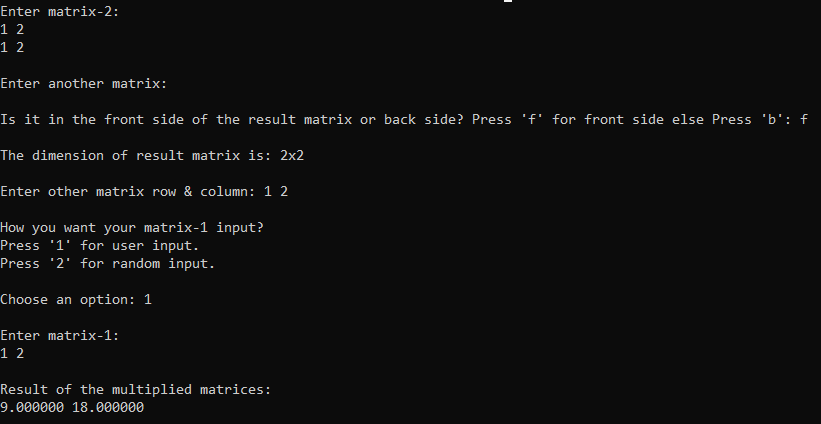 Enter matrix-2:
1 2
1 2
Enter another matrix:
Is it in the front side of the result matrix or back side? Press 'f' for front side else Press 'b': f
The dimension of result matrix is: 2x2
Enter other matrix row & column: 1 2
How you want your matrix-1 input?
Press '1' for user input.
Press '2' for random input.
Choose an option: 1
Enter matrix-1:
1 2
Result of the multiplied matrices:
9.000000 18.000000